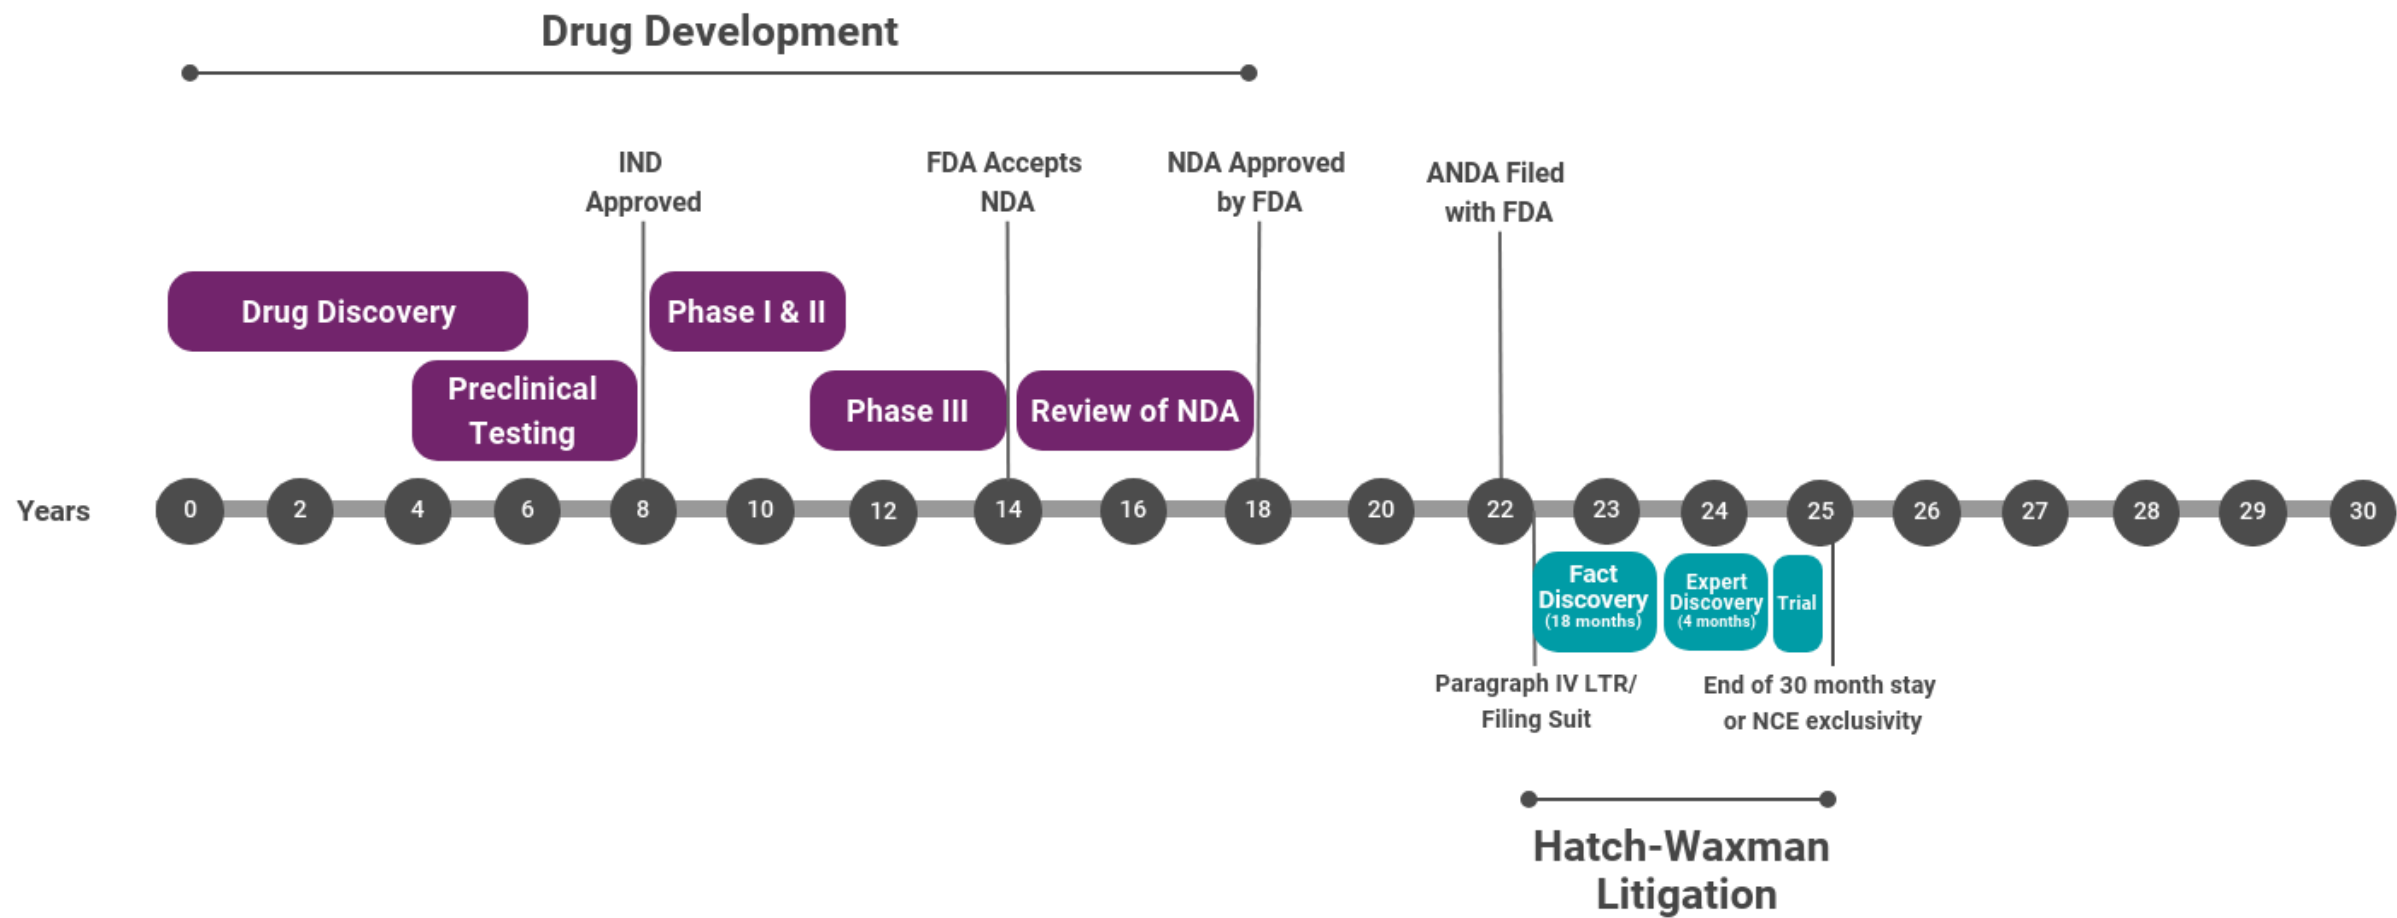 Drug Development
IND
Approved
FDA Accepts
NDA
NDA Approved
by FDA
ANDA Filed
with FDA
Drug Discovery
Phase I & II
Preclinical
Testing
Phase III
Review of NDA
Years
0 2 4 6 8 10 12 14 16 18 20 22 23 24 25 26 27 28 29 30
Fact
Discovery
(18 months)
Expert
Discovery
(4 months)
Trial
Paragraph IV LTR/
Filing Suit
End of 30 month stay
or NCE exclusivity
Hatch-Waxman
Litigation